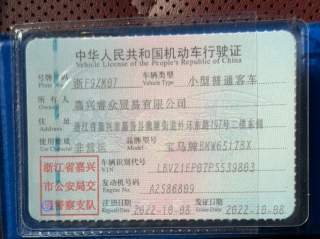 中华人民共和国机动车行驶证
Vehicle License of the People's Republic of China
号牌号码 浙F9ZM07 车辆类型 小型普通客车
Plate No. Vehicle Type
所有人 嘉兴睿众贸易有限公司
Owner
住址
Address
使用性质 非营运 品牌型号 宝马牌BMW6517BX
Use Character Model
浙江省嘉兴
市公安局交
通警察支队
车辆识别代号
VIN
发动机号码 A2586889
Engine No.
注册日期 2022-10-08 发证日期 2022-10-08
Register Date Issue Date